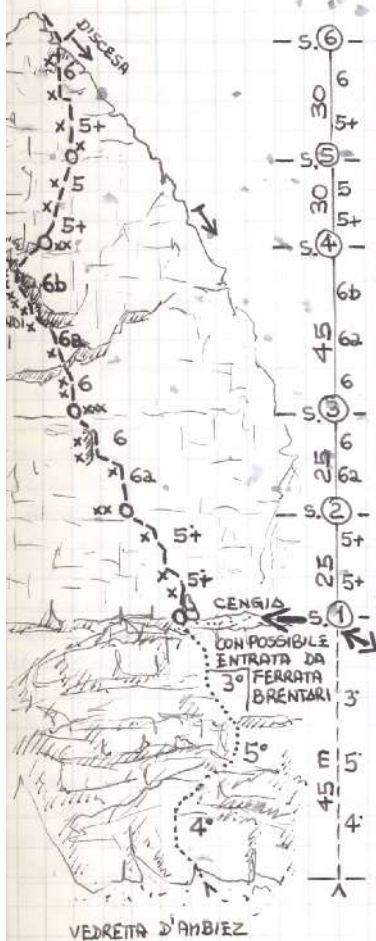 DISCESA
S. 6
6
6
30
5+
5+
S. 5
5
5
30
5+
5+
S. 4
6b
6b
6a
45
6a
6
6
S. 3
6
6
25
6a
6a
S. 2
5+
5+
25
5+
5+
CENGIA
S. 1
CON POSSIBILE
ENTRATA DA
FERRATA
BRENTARI
3°
3°
5°
45 m
5°
4°
4°
VEDRETTA D'AMBIEZ